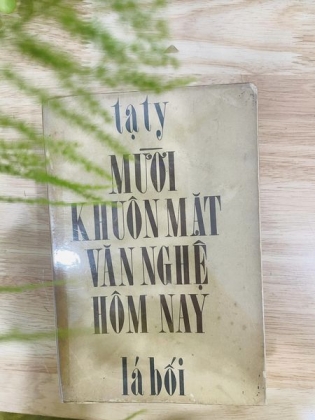 tạ ty
MƯỜI
KHUÔN MẶT
VĂN NGHỆ
HÔM NAY
lá bối